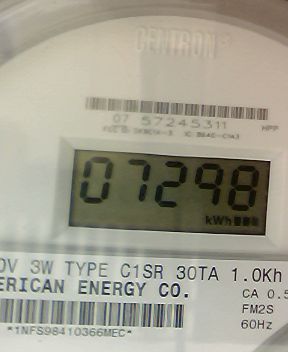 CENTRON®
07 57245311
HPP
07298
kWh
0V 3W TYPE C1SR 30TA 1.0Kh
ERICAN ENERGY CO.
CA 0.5
FM2S
60Hz
*1NFS98410366MEC*